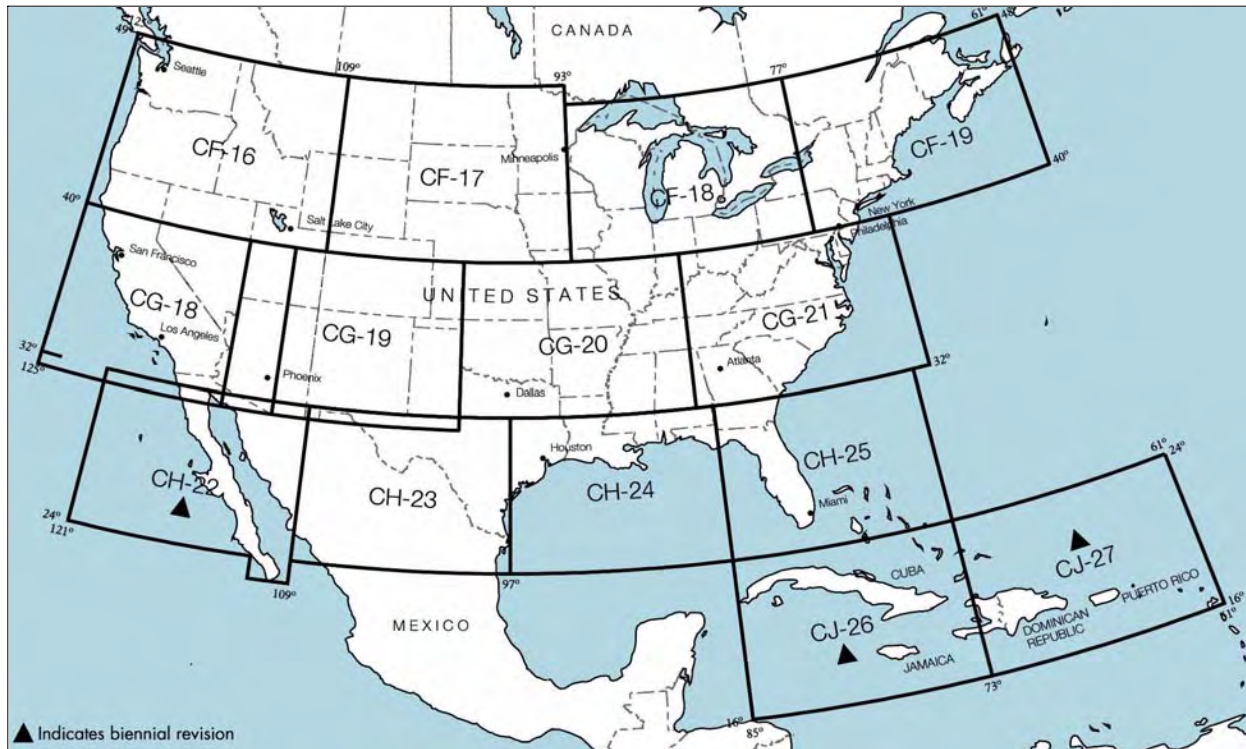 CANADA
125°
49°
109°
93°
77°
61°
48°
Seattle
CF-16
CF-17
Minneapolis
CF-18
CF-19
40°
40°
Salt Lake City
New York
Philadelphia
San Francisco
UNITED STATES
CG-18
CG-19
CG-20
CG-21
Los Angeles
Phoenix
Dallas
Atlanta
32°
125°
32°
Houston
CH-22
CH-23
CH-24
CH-25
Miami
24°
121°
61°
24°
109°
97°
CUBA
CJ-27
PUERTO RICO
16°
61°
MEXICO
CJ-26
DOMINICAN
REPUBLIC
JAMAICA
73°
16°
85°
Indicates biennial revision